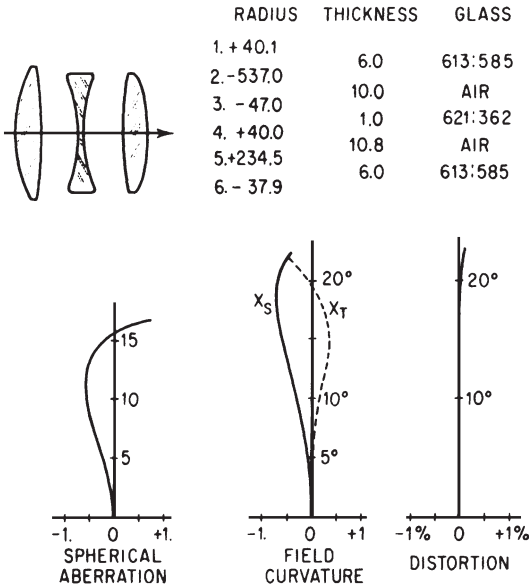 RADIUS THICKNESS GLASS
1. + 40.1
6.0 613:585
2. -537.0
10.0 AIR
3. - 47.0
1.0 621:362
4. +40.0
10.8 AIR
5. +234.5
6.0 613:585
6. - 37.9
15
10
5
-1. 0 +1.
SPHERICAL
ABERRATION
20°
X_S X_T
10°
5°
-1. 0 +1.
FIELD
CURVATURE
20°
10°
-1% 0 +1%
DISTORTION